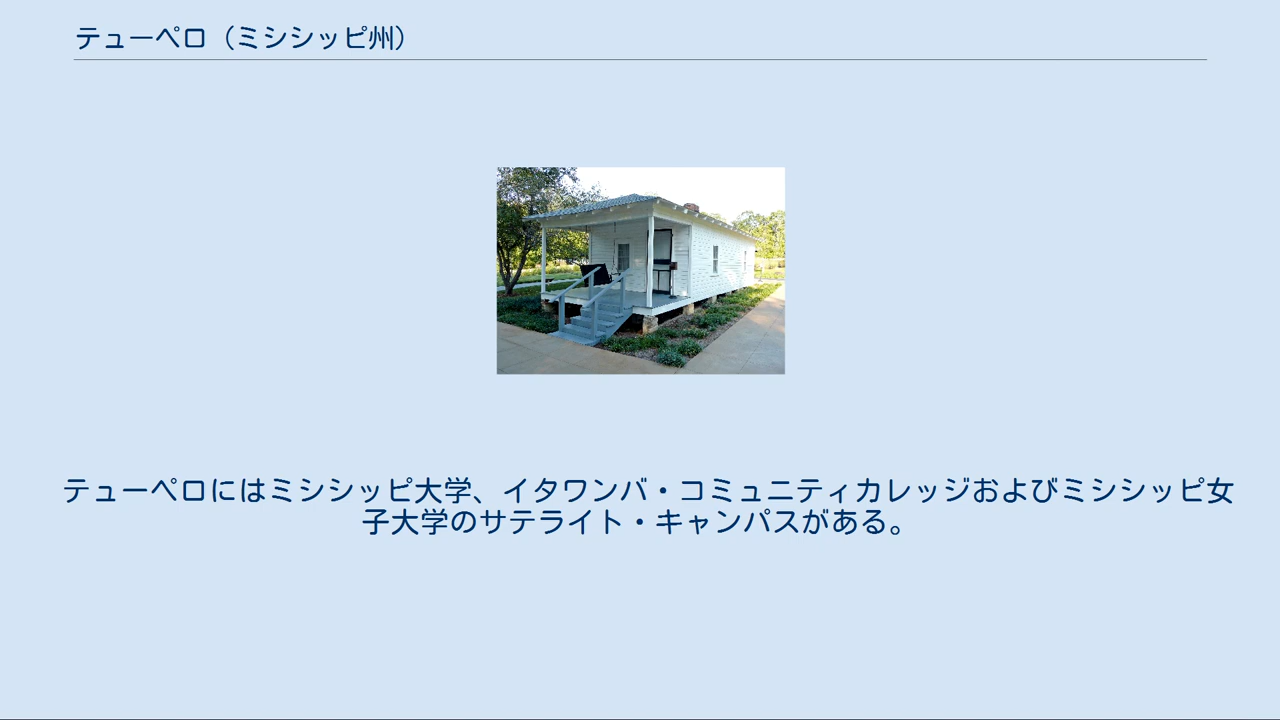 テューペロ（ミシシッピ州）
テューペロにはミシシッピ大学、イタワンバ・コミュニティカレッジおよびミシシッピ女
子大学のサテライト・キャンパスがある。